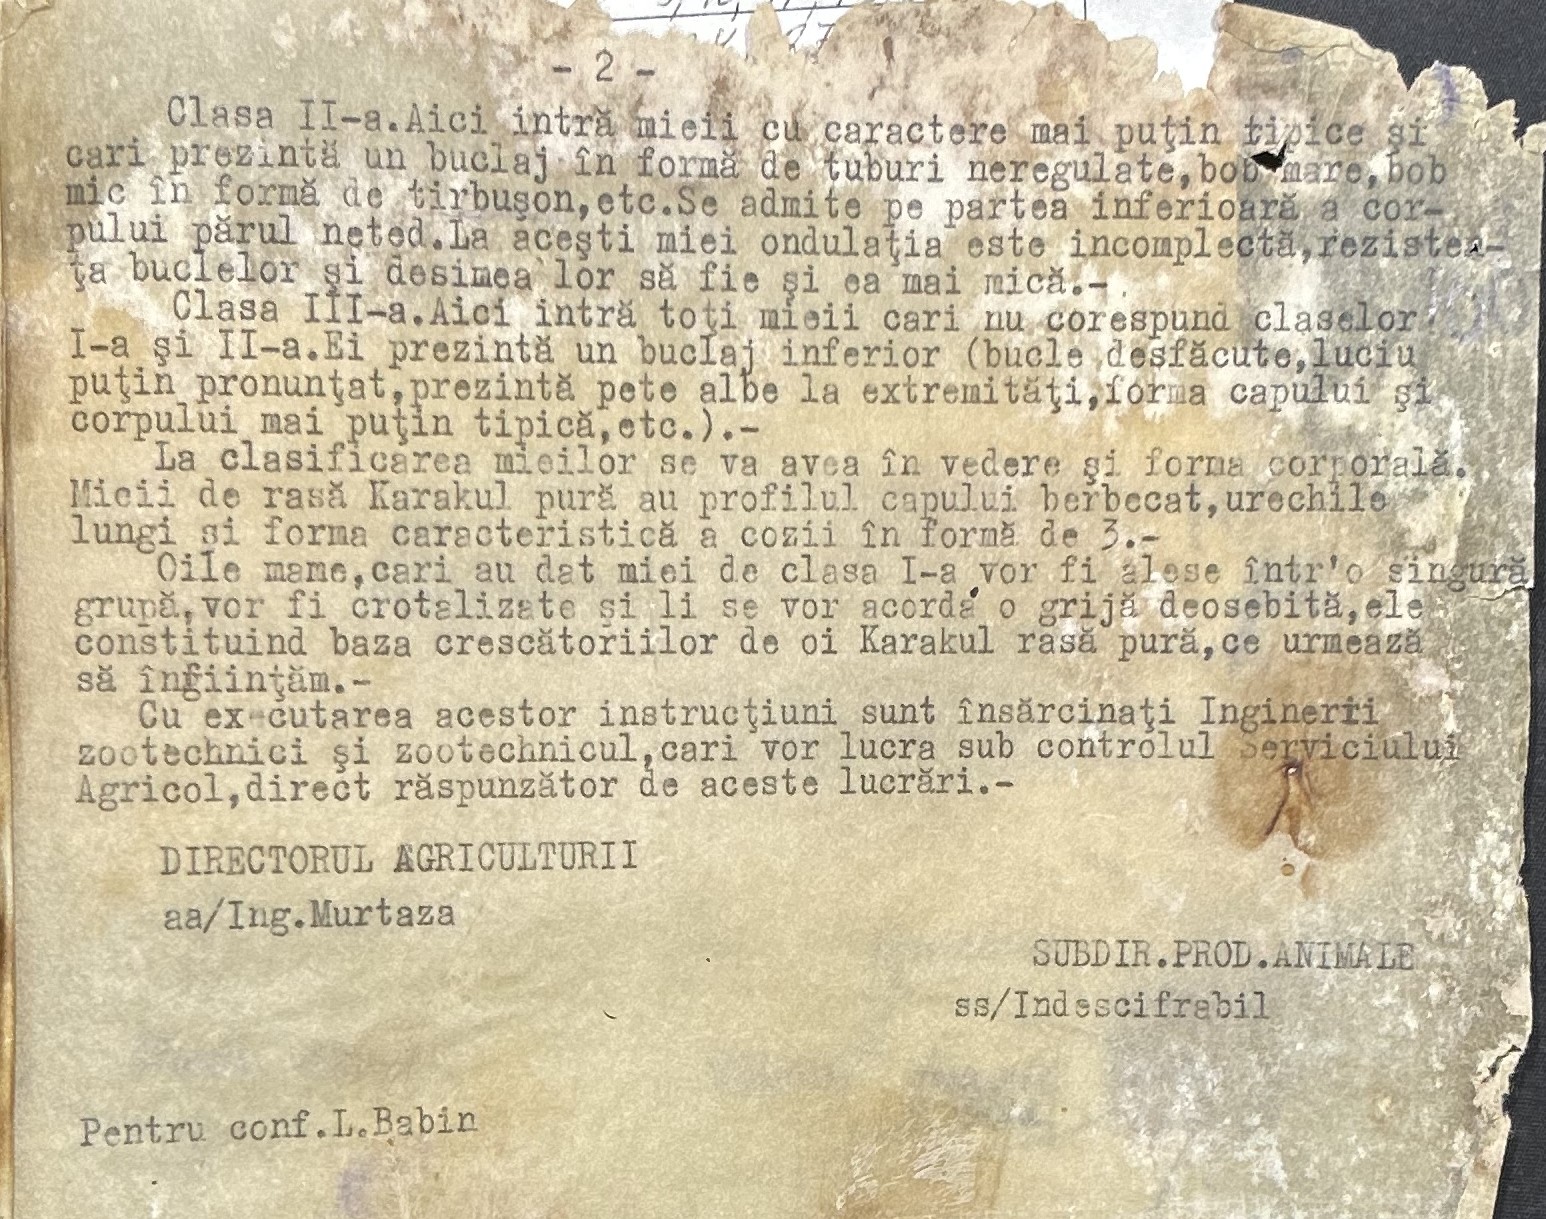 - 2 -
Clasa II-a.Aici intră mieii cu caractere mai puţin tipice şi
cari prezintă un buclaj în formă de tuburi neregulate,bob mare,bob
mic în formă de tirbuşon,etc.Se admite pe partea inferioară a cor-
pului părul neted.La aceşti miei ondulaţia este incomplectă,rezisten-
ţa buclelor şi desimea lor să fie şi ea mai mică.-
Clasa III-a.Aici intră toţi mieii cari nu corespund claselor
I-a şi II-a.Ei prezintă un buclaj inferior (bucle desfăcute,luciu
puţin pronunţat,prezintă pete albe la extremităţi,forma capului şi
corpului mai puţin tipică,etc.).-
La clasificarea mieilor se va avea în vedere şi forma corporală.
Mieii de rasă Karakul pură au profilul capului berbecat,urechile
lungi si forma caracteristică a cozii în formă de 3.-
Oile mame,cari au dat miei de clasa I-a vor fi alese într'o singură
grupă,vor fi crotalizate şi li se vor acorda o grijă deosebită,ele
constituind baza crescătoriilor de oi Karakul rasă pură,ce urmează
să înfiinţăm.-
Cu executarea acestor instrucţiuni sunt însărcinaţi Inginerii
zootechnici şi zootechnicul,cari vor lucra sub controlul Serviciului
Agricol,direct răspunzător de aceste lucrări.-
DIRECTORUL AGRICULTURII
aa/Ing.Murtaza
SUBDIR.PROD.ANIMALE
ss/Indescifrabil
Pentru conf.L.Babin